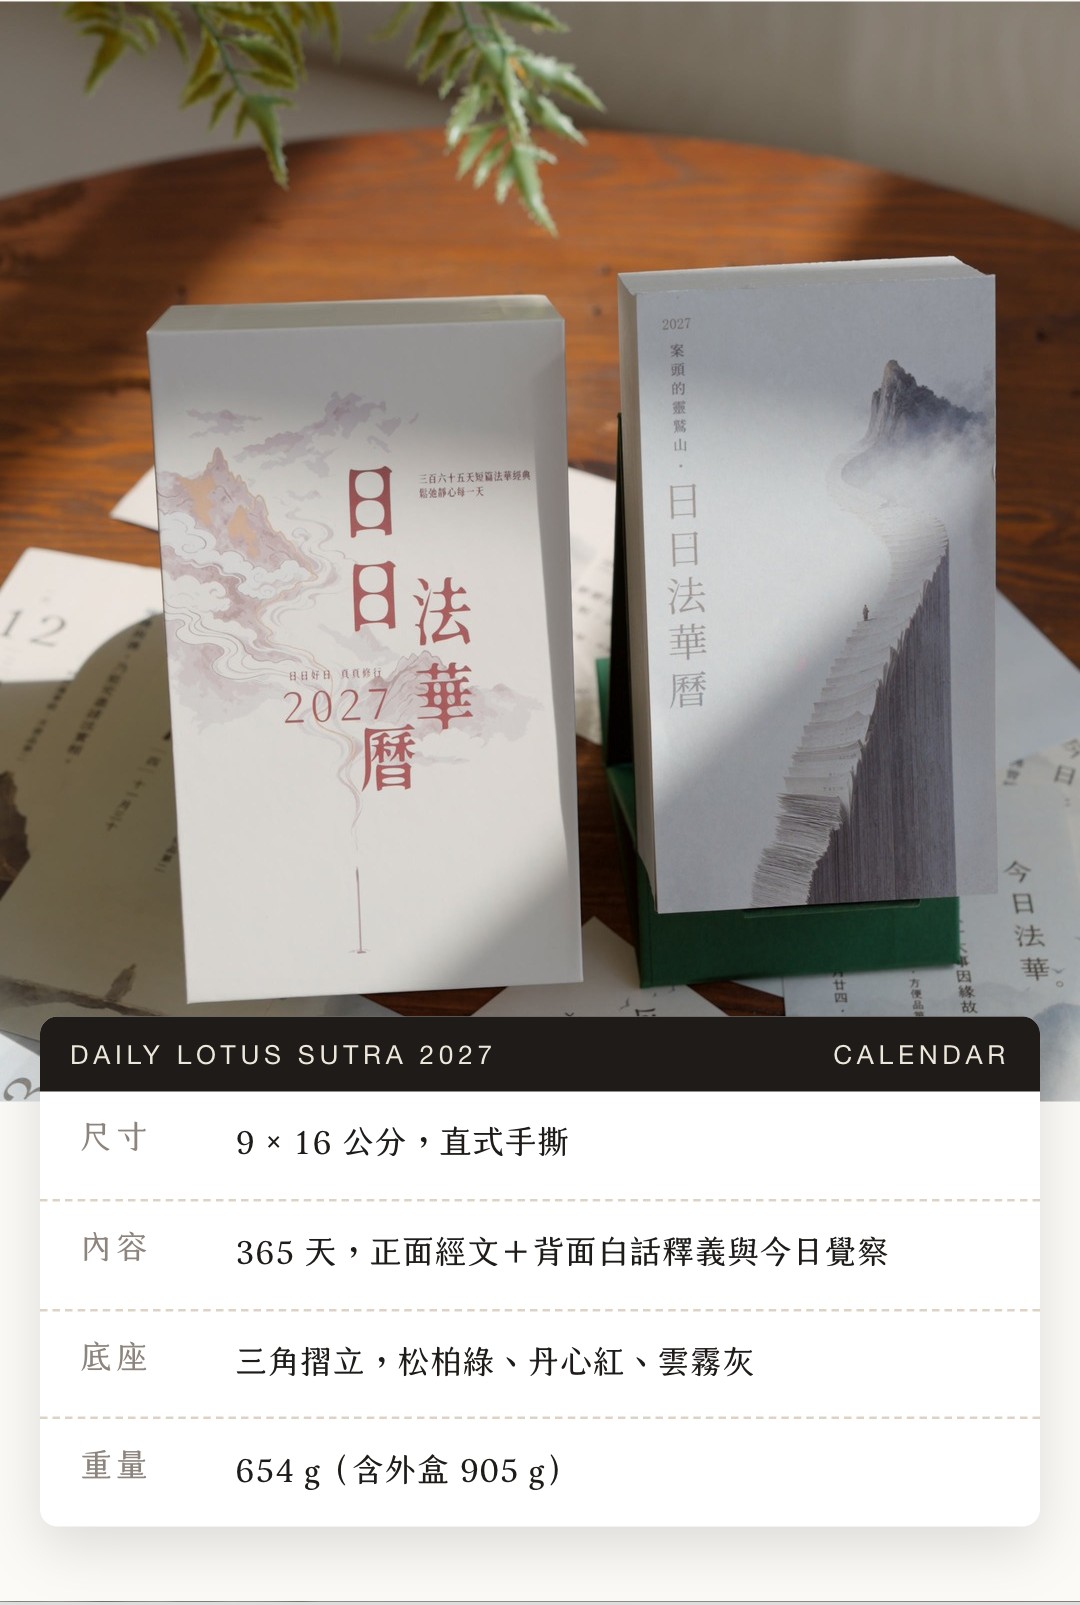 三百六十五天短篇法華經典
鬆弛靜心每一天
日日
法華曆
日日好日 真真修行
2027
2027
案頭的靈鷲山・
日日法華曆
12
今日法華。
DAILY LOTUS SUTRA 2027
CALENDAR
尺寸
9 × 16 公分，直式手撕
內容
365 天，正面經文＋背面白話釋義與今日覺察
底座
三角摺立，松柏綠、丹心紅、雲霧灰
重量
654 g（含外盒 905 g）